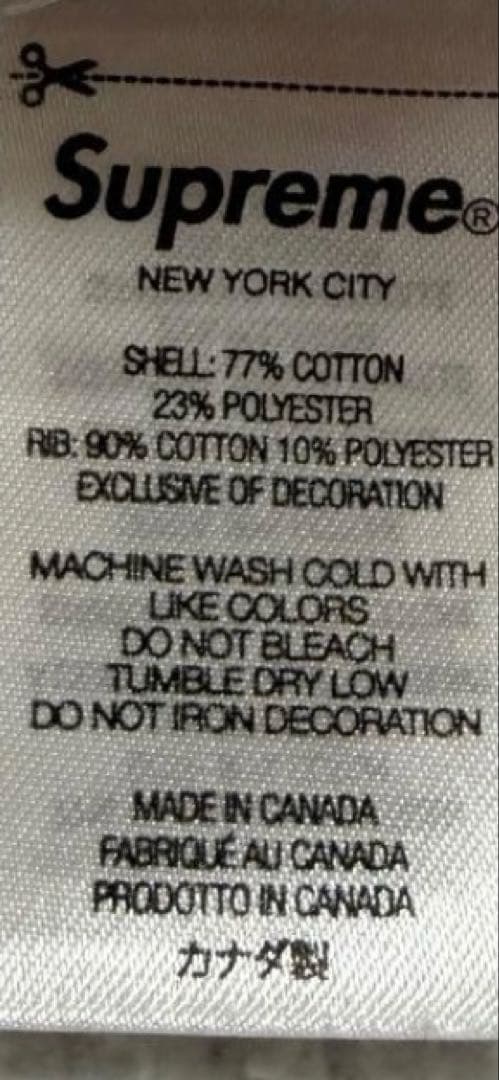 Supreme®
NEW YORK CITY
SHELL: 77% COTTON
23% POLYESTER
RIB: 90% COTTON 10% POLYESTER
EXCLUSIVE OF DECORATION
MACHINE WASH COLD WITH
LIKE COLORS
DO NOT BLEACH
TUMBLE DRY LOW
DO NOT IRON DECORATION
MADE IN CANADA
FABRIQUÉ AU CANADA
PRODOTTO IN CANADA
カナダ製